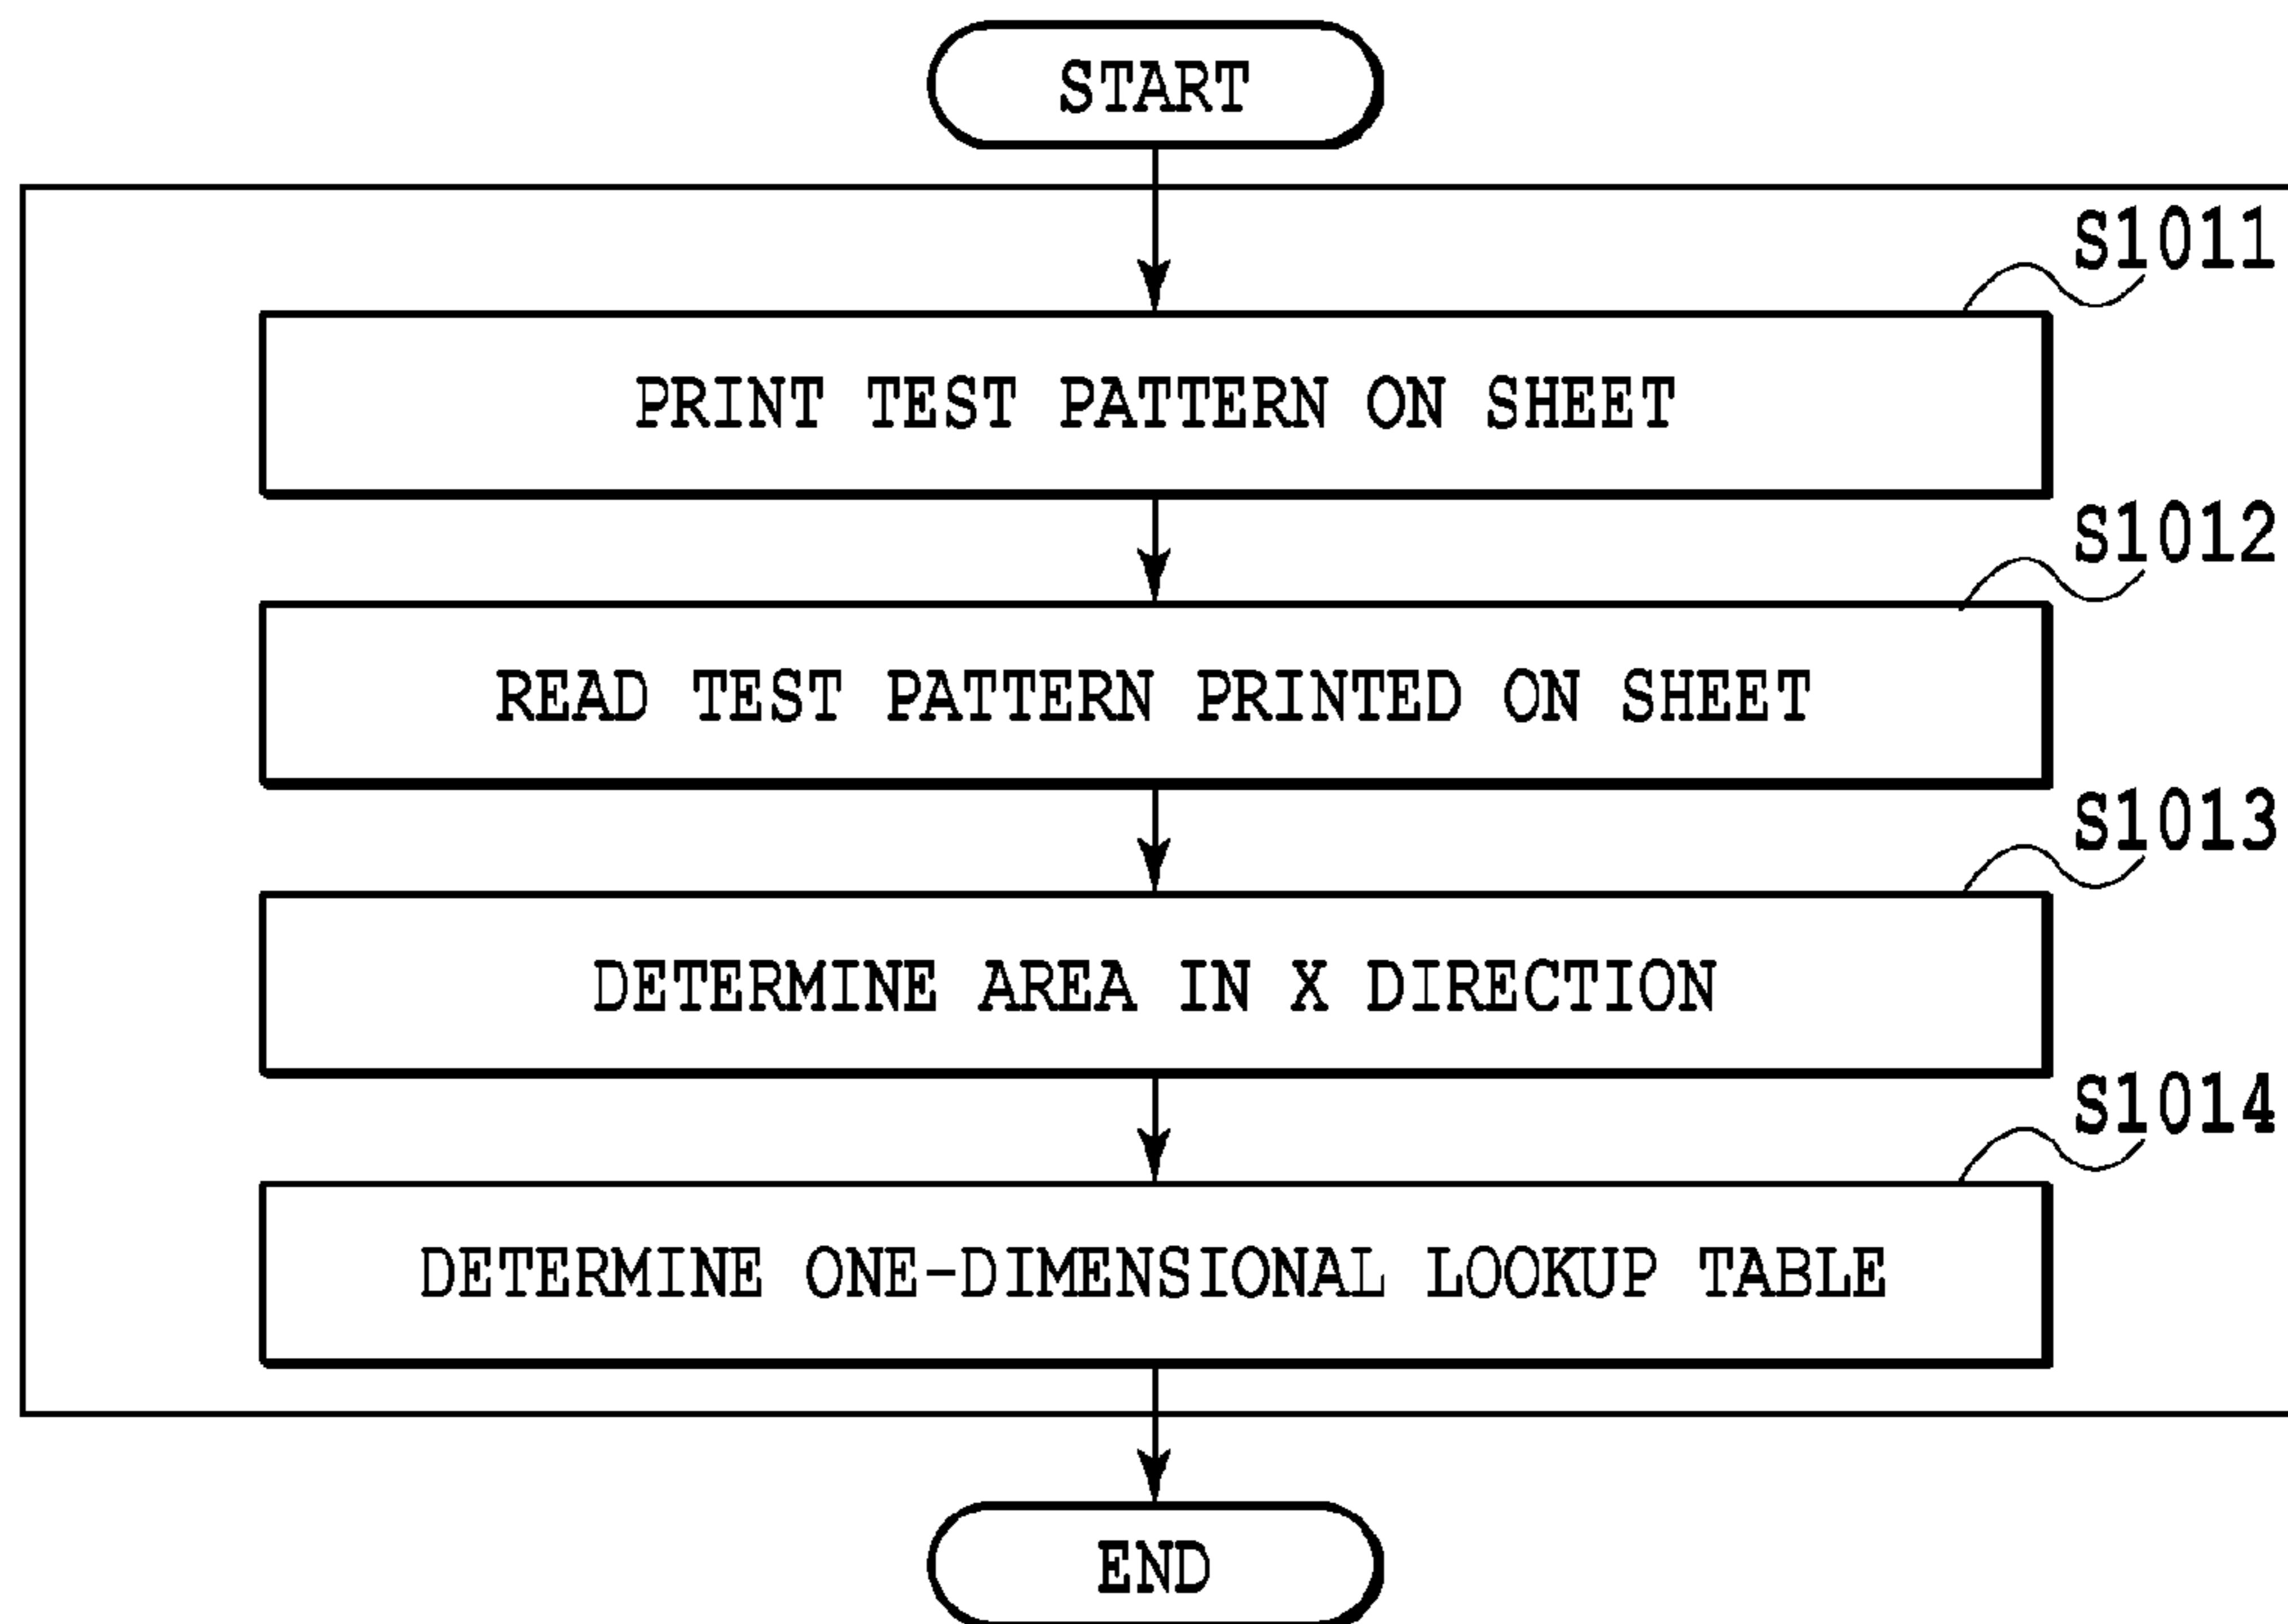 START
S1011
PRINT TEST PATTERN ON SHEET
S1012
READ TEST PATTERN PRINTED ON SHEET
S1013
DETERMINE AREA IN X DIRECTION
S1014
DETERMINE ONE-DIMENSIONAL LOOKUP TABLE
END